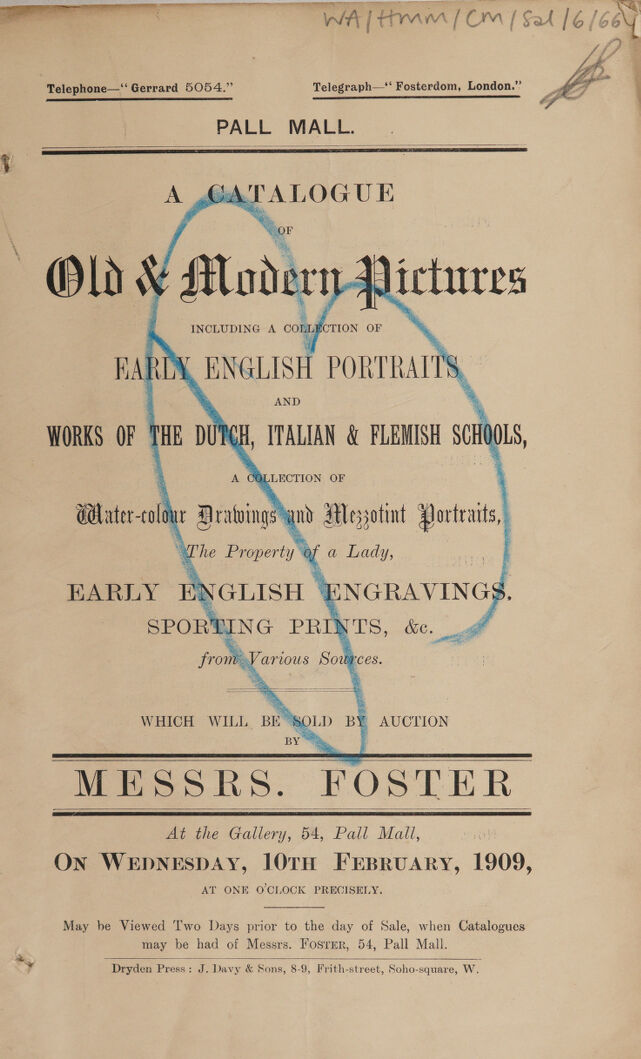 WA/HMM/CM/Sal/6/664
Telephone—“Gerrard 5054.” Telegraph—“Fosterdom, London.”
PALL MALL.
A CATALOGUE
OF
Old & Modern Pictures
INCLUDING A COLLECTION OF
EARLY ENGLISH PORTRAITS
AND
WORKS OF THE DUTCH, ITALIAN & FLEMISH SCHOOLS,
A COLLECTION OF
Water-colour Drawings and Mezzotint Portraits,
The Property of a Lady,
EARLY ENGLISH ENGRAVINGS,
SPORTING PRINTS, &c.
from Various Sources.
WHICH WILL BE SOLD BY AUCTION
BY
MESSRS. FOSTER
At the Gallery, 54, Pall Mall,
ON WEDNESDAY, 10TH FEBRUARY, 1909,
AT ONE O'CLOCK PRECISELY.
May be Viewed Two Days prior to the day of Sale, when Catalogues
may be had of Messrs. FOSTER, 54, Pall Mall.
Dryden Press: J. Davy & Sons, 8-9, Frith-street, Soho-square, W.